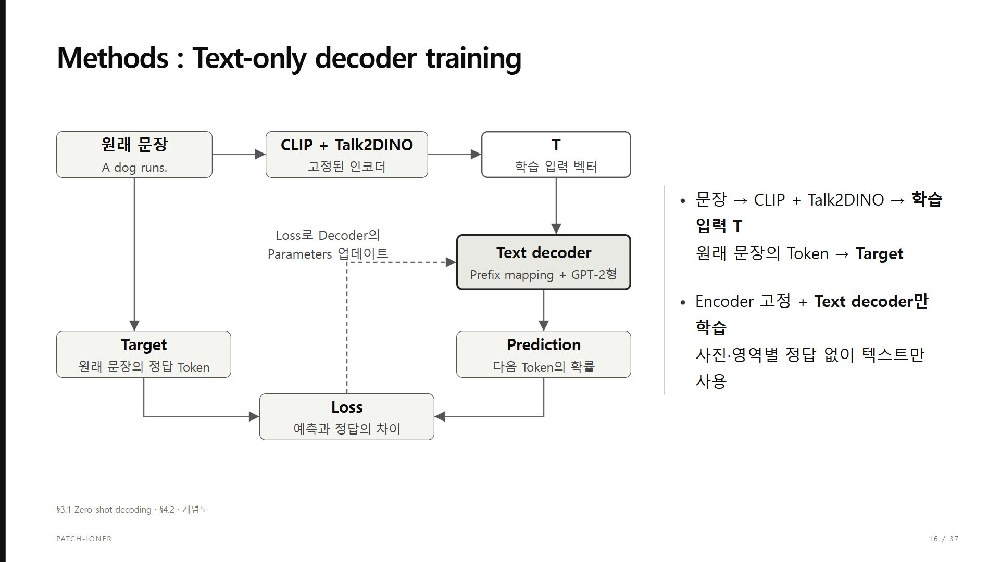 Methods : Text-only decoder training
원래 문장
A dog runs.
CLIP + Talk2DINO
고정된 인코더
T
학습 입력 벡터
Loss로 Decoder의
Parameters 업데이트
Text decoder
Prefix mapping + GPT-2형
Target
원래 문장의 정답 Token
Prediction
다음 Token의 확률
Loss
예측과 정답의 차이
• 문장 → CLIP + Talk2DINO → 학습
입력 T
원래 문장의 Token → Target
• Encoder 고정 + Text decoder만
학습
사진·영역별 정답 없이 텍스트만
사용
§3.1 Zero-shot decoding · §4.2 · 개념도
PATCH-IONER
16 / 37